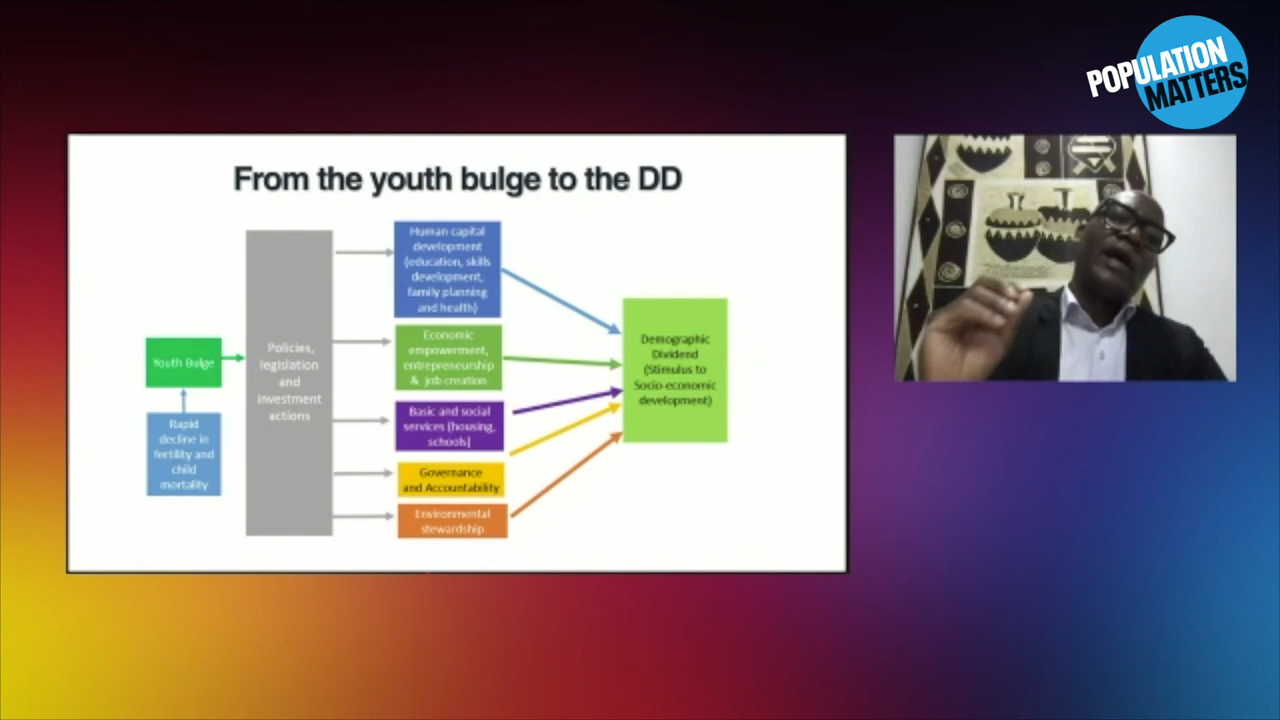 POPULATION
MATTERS
From the youth bulge to the DD
Youth Bulge
Rapid
decline in
fertility and
child
mortality
Policies,
legislation
and
investment
actions
Human capital
development
(education, skills
development,
family planning
and health)
Economic
empowerment,
entrepreneurship
& job creation
Basic and social
services (housing,
schools)
Governance
and Accountability
Environmental
stewardship
Demographic
Dividend
(Stimulus to
Socio-economic
development)